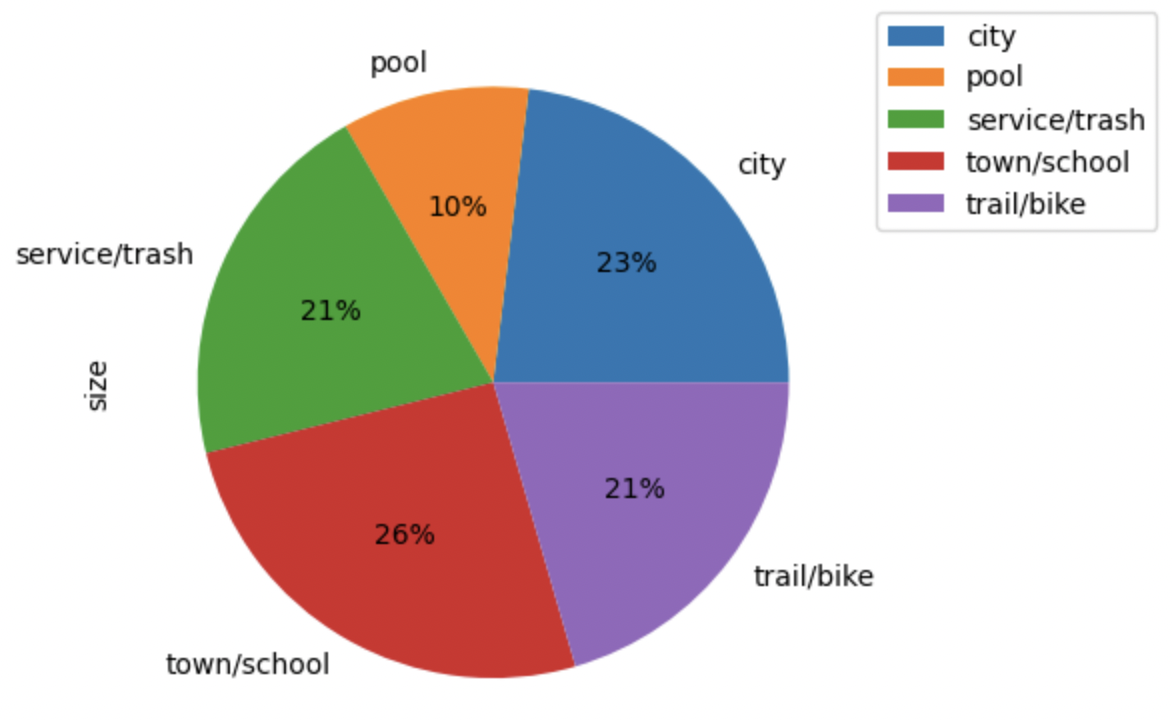 pool
city
10%
23%
service/trash
21%
size
21%
26%
trail/bike
town/school
city
pool
service/trash
town/school
trail/bike